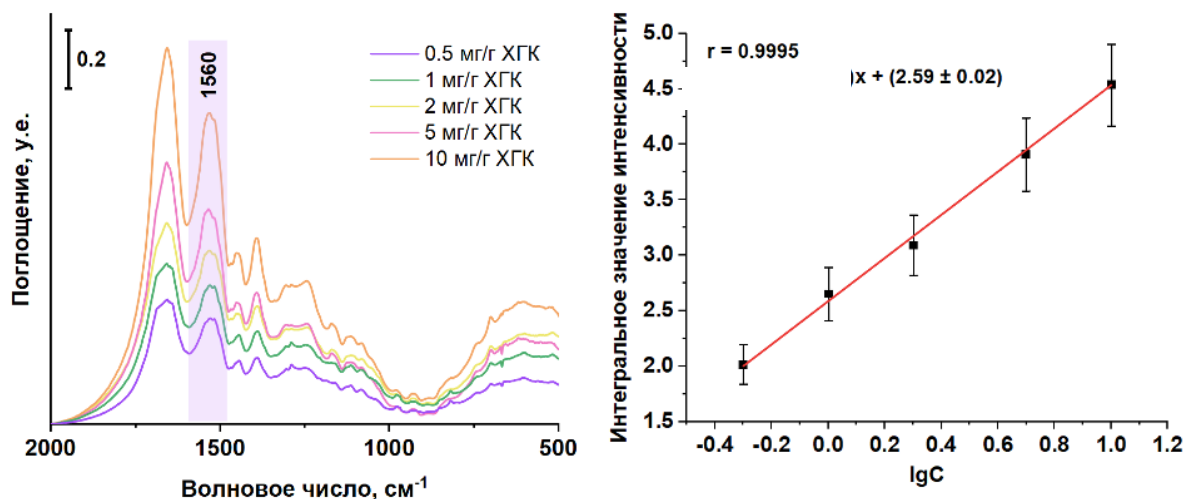 0.2
1560
0.5 мг/г ХГК
1 мг/г ХГК
2 мг/г ХГК
5 мг/г ХГК
10 мг/г ХГК
Поглощение, у.е.
2000 1500 1000 500
Волновое число, см⁻¹
r = 0.9995
)x + (2.59 ± 0.02)
Интегральное значение интенсивности
5.0
4.5
4.0
3.5
3.0
2.5
2.0
1.5
-0.4 -0.2 0.0 0.2 0.4 0.6 0.8 1.0 1.2
lgC